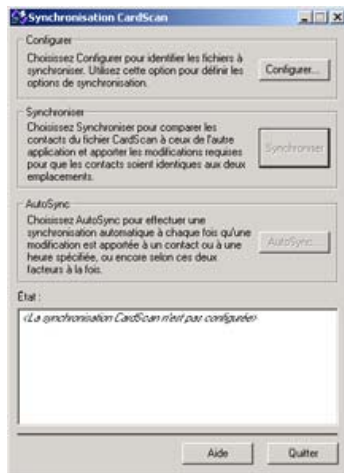 Synchronisation CardScan
Configurer
Choisissez Configurer pour identifier les fichiers à
synchroniser. Utilisez cette option pour définir les
options de synchronisation.
Configurer...
Synchroniser
Choisissez Synchroniser pour comparer les
contacts du fichier CardScan à ceux de l'autre
application et apporter les modifications requises
pour que les contacts soient identiques aux deux
emplacements.
Synchroniser
AutoSync
Choisissez AutoSync pour effectuer une
synchronisation automatique à chaque fois qu'une
modification est apportée à un contact ou à une
heure spécifiée, ou encore selon ces deux
facteurs à la fois.
AutoSync...
État :
<La synchronisation CardScan n'est pas configurée>
Aide
Quitter